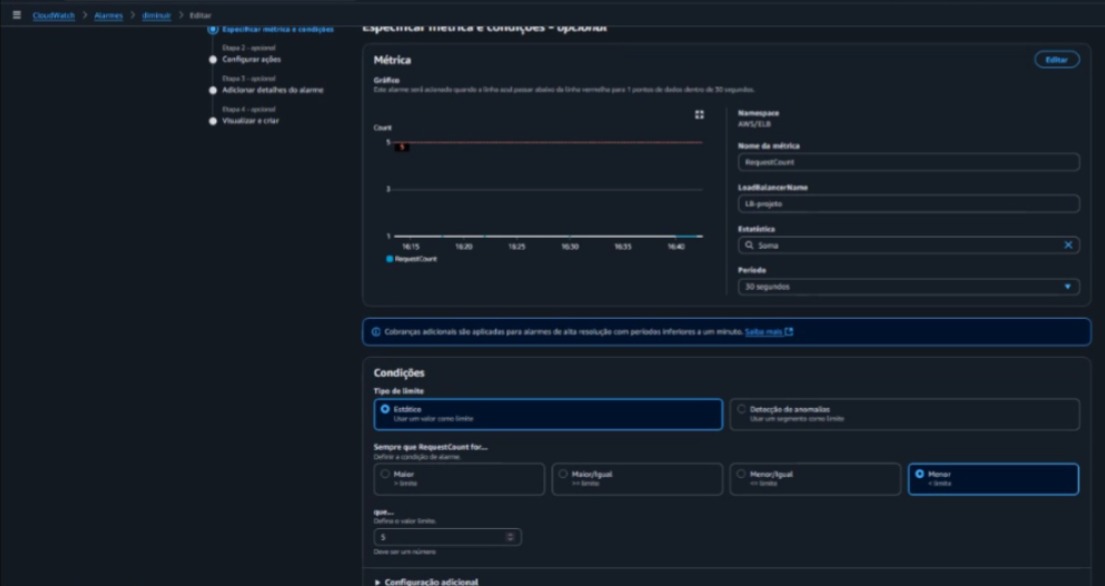 CloudWatch > Alarmes > diminuir > Editar
Especificar métrica e condições
Etapa 2 - opcional
Configurar ações
Etapa 3 - opcional
Adicionar detalhes do alarme
Etapa 4 - opcional
Visualizar e criar
Especificar métrica e condições - opcional
Métrica
Editar
Gráfico
Este alarme será acionado quando a linha azul passar abaixo da linha vermelha para 1 pontos de dados dentro de 30 segundos.
Count
5
5
3
1
16:15 16:20 16:25 16:30 16:35 16:40
RequestCount
Namespace
AWS/ELB
Nome da métrica
RequestCount
LoadBalancerName
LB-projeto
Estatística
Soma
Período
30 segundos
Cobranças adicionais são aplicadas para alarmes de alta resolução com períodos inferiores a um minuto. Saiba mais
Condições
Tipo de limite
Estático
Usar um valor como limite
Detecção de anomalias
Usar um segmento como limite
Sempre que RequestCount for...
Definir a condição de alarme.
Maior
> limite
Maior/Igual
>= limite
Menor/Igual
<= limite
Menor
< limite
que...
Defina o valor limite.
5
Deve ser um número
Configuração adicional